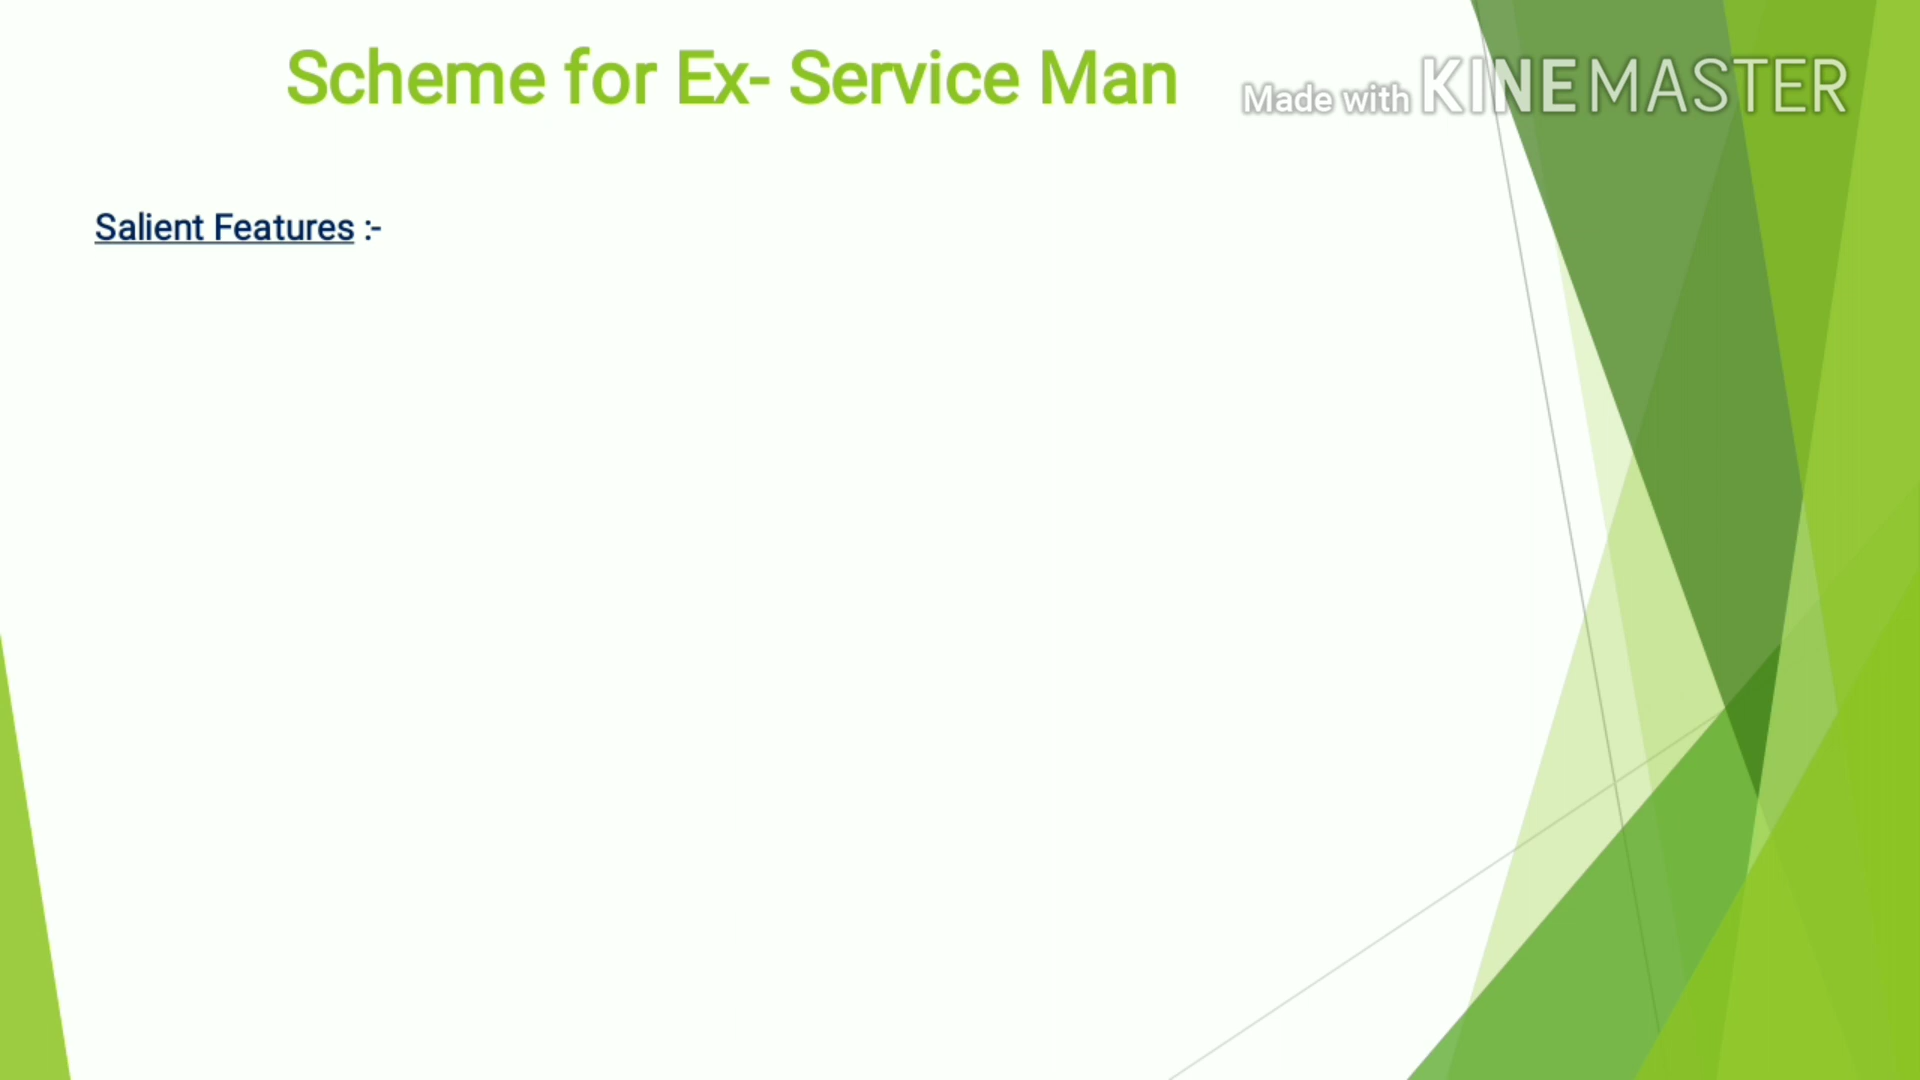 Scheme for Ex- Service Man
Made with KINEMASTER
Salient Features :-